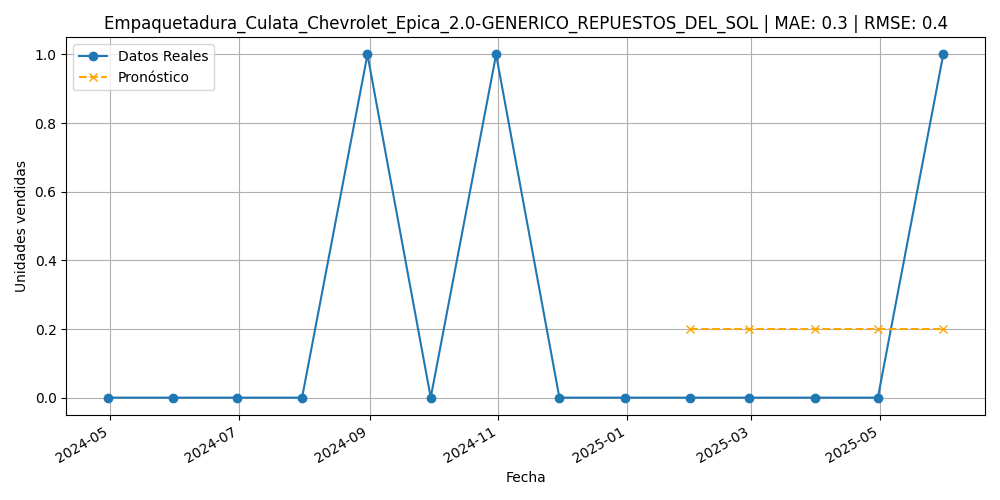 Empaquetadura_Culata_Chevrolet_Epica_2.0-GENERICO_REPUESTOS_DEL_SOL | MAE: 0.3 | RMSE: 0.4
Datos Reales
Pronóstico
Unidades vendidas
1.0
0.8
0.6
0.4
0.2
0.0
2024-05
2024-07
2024-09
2024-11
2025-01
2025-03
2025-05
Fecha